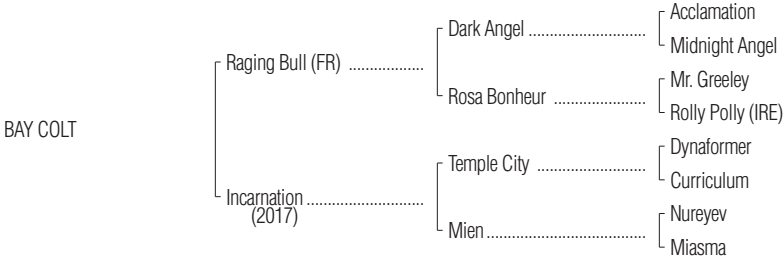 Acclamation
Dark Angel ............................
Midnight Angel
Raging Bull (FR) ..................
Mr. Greeley
Rosa Bonheur ......................
Rolly Polly (IRE)
BAY COLT
Dynaformer
Temple City ..........................
Curriculum
Incarnation ............................
(2017)
Nureyev
Mien ......................................
Miasma